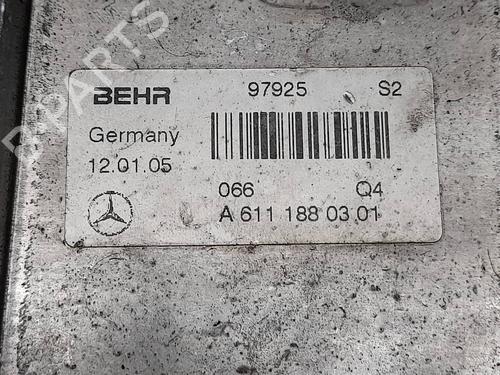 BEHR 97925 S2
Germany
12.01.05
066 Q4
A 611 188 03 01
B-PARTS